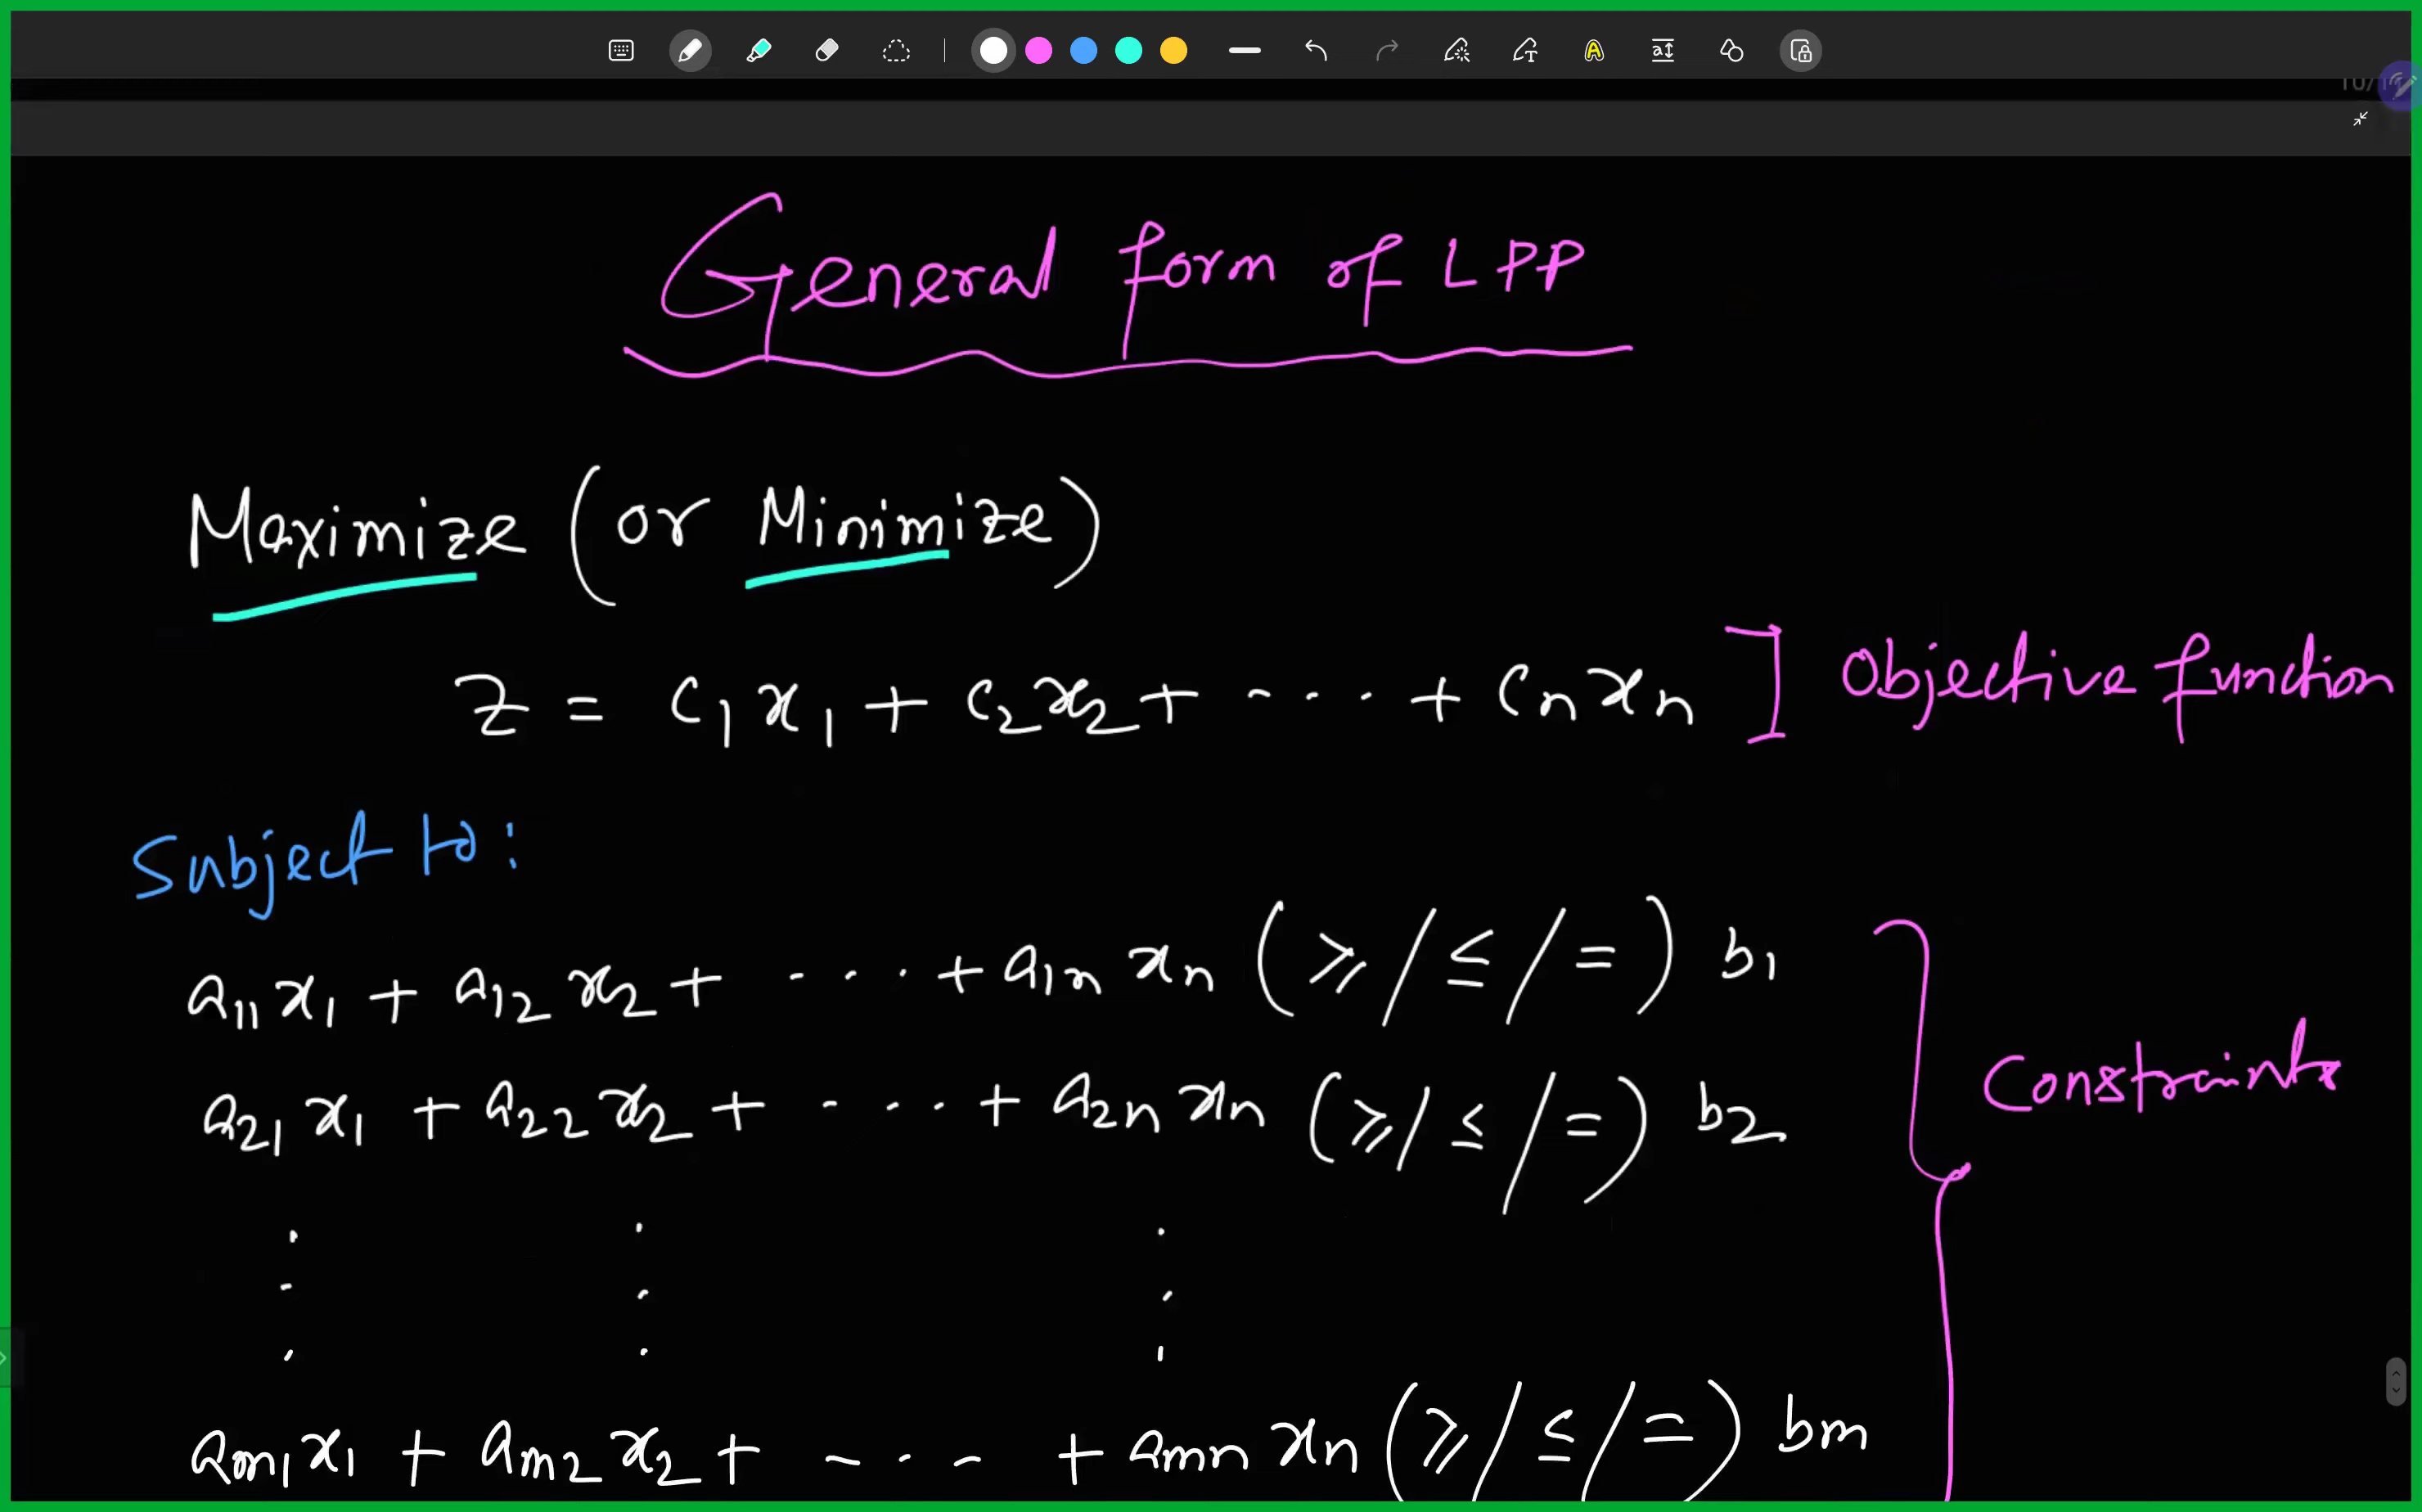 General form of LPP
Maximize (or Minimize)
z = c₁x₁ + c₂x₂ + - - - - + cₙxₙ ] Objective function
Subject to:
a₁₁x₁ + a₁₂x₂ + - - - . + a₁ₙxₙ (≥/≤/=) b₁
a₂₁x₁ + a₂₂x₂ + - - - - + a₂ₙxₙ (≥/≤/=) b₂
Constraints
aₘ₁x₁ + aₘ₂x₂ + - - - + aₘₙxₙ (≥/≤/=) bₘ